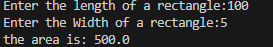 Enter the length of a rectangle:100
Enter the Width of a rectangle:5
the area is: 500.0